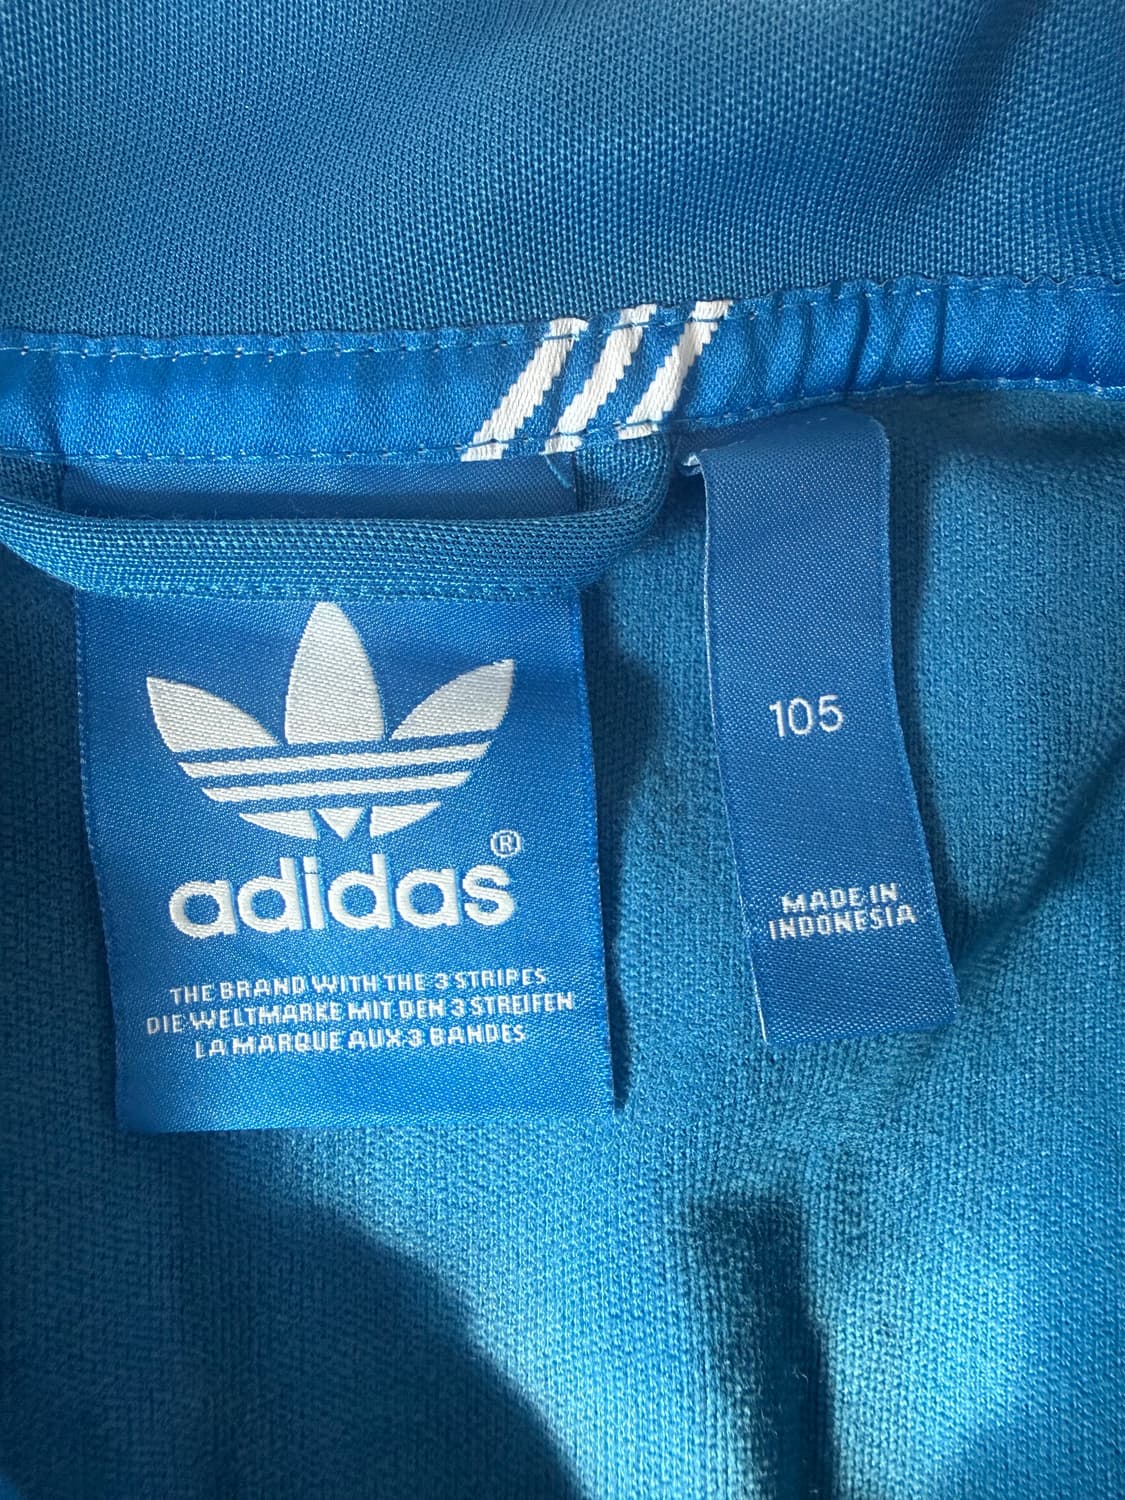 adidas®
THE BRAND WITH THE 3 STRIPES
DIE WELTMARKE MIT DEN 3 STREIFEN
LA MARQUE AUX 3 BANDES
105
MADE IN
INDONESIA